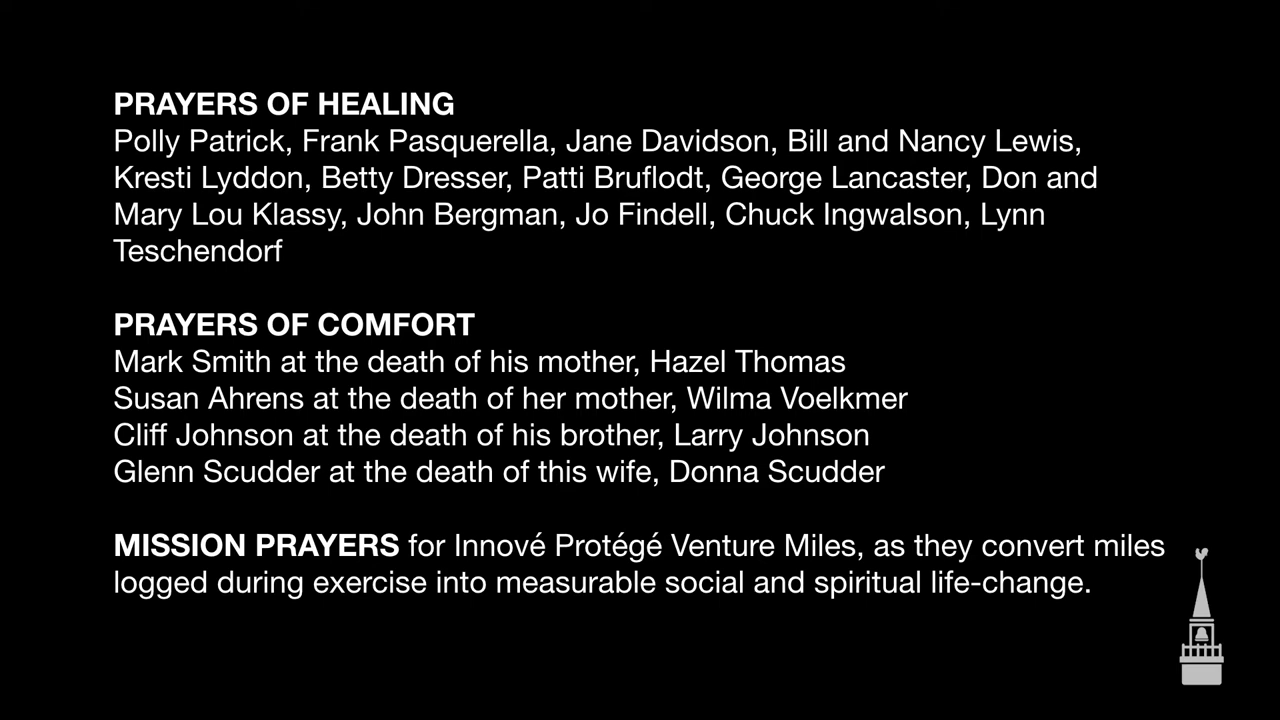 PRAYERS OF HEALING
Polly Patrick, Frank Pasquerella, Jane Davidson, Bill and Nancy Lewis,
Kresti Lyddon, Betty Dresser, Patti Bruflodt, George Lancaster, Don and
Mary Lou Klassy, John Bergman, Jo Findell, Chuck Ingwalson, Lynn
Teschendorf
PRAYERS OF COMFORT
Mark Smith at the death of his mother, Hazel Thomas
Susan Ahrens at the death of her mother, Wilma Voelkmer
Cliff Johnson at the death of his brother, Larry Johnson
Glenn Scudder at the death of this wife, Donna Scudder
MISSION PRAYERS for Innové Protégé Venture Miles, as they convert miles
logged during exercise into measurable social and spiritual life-change.